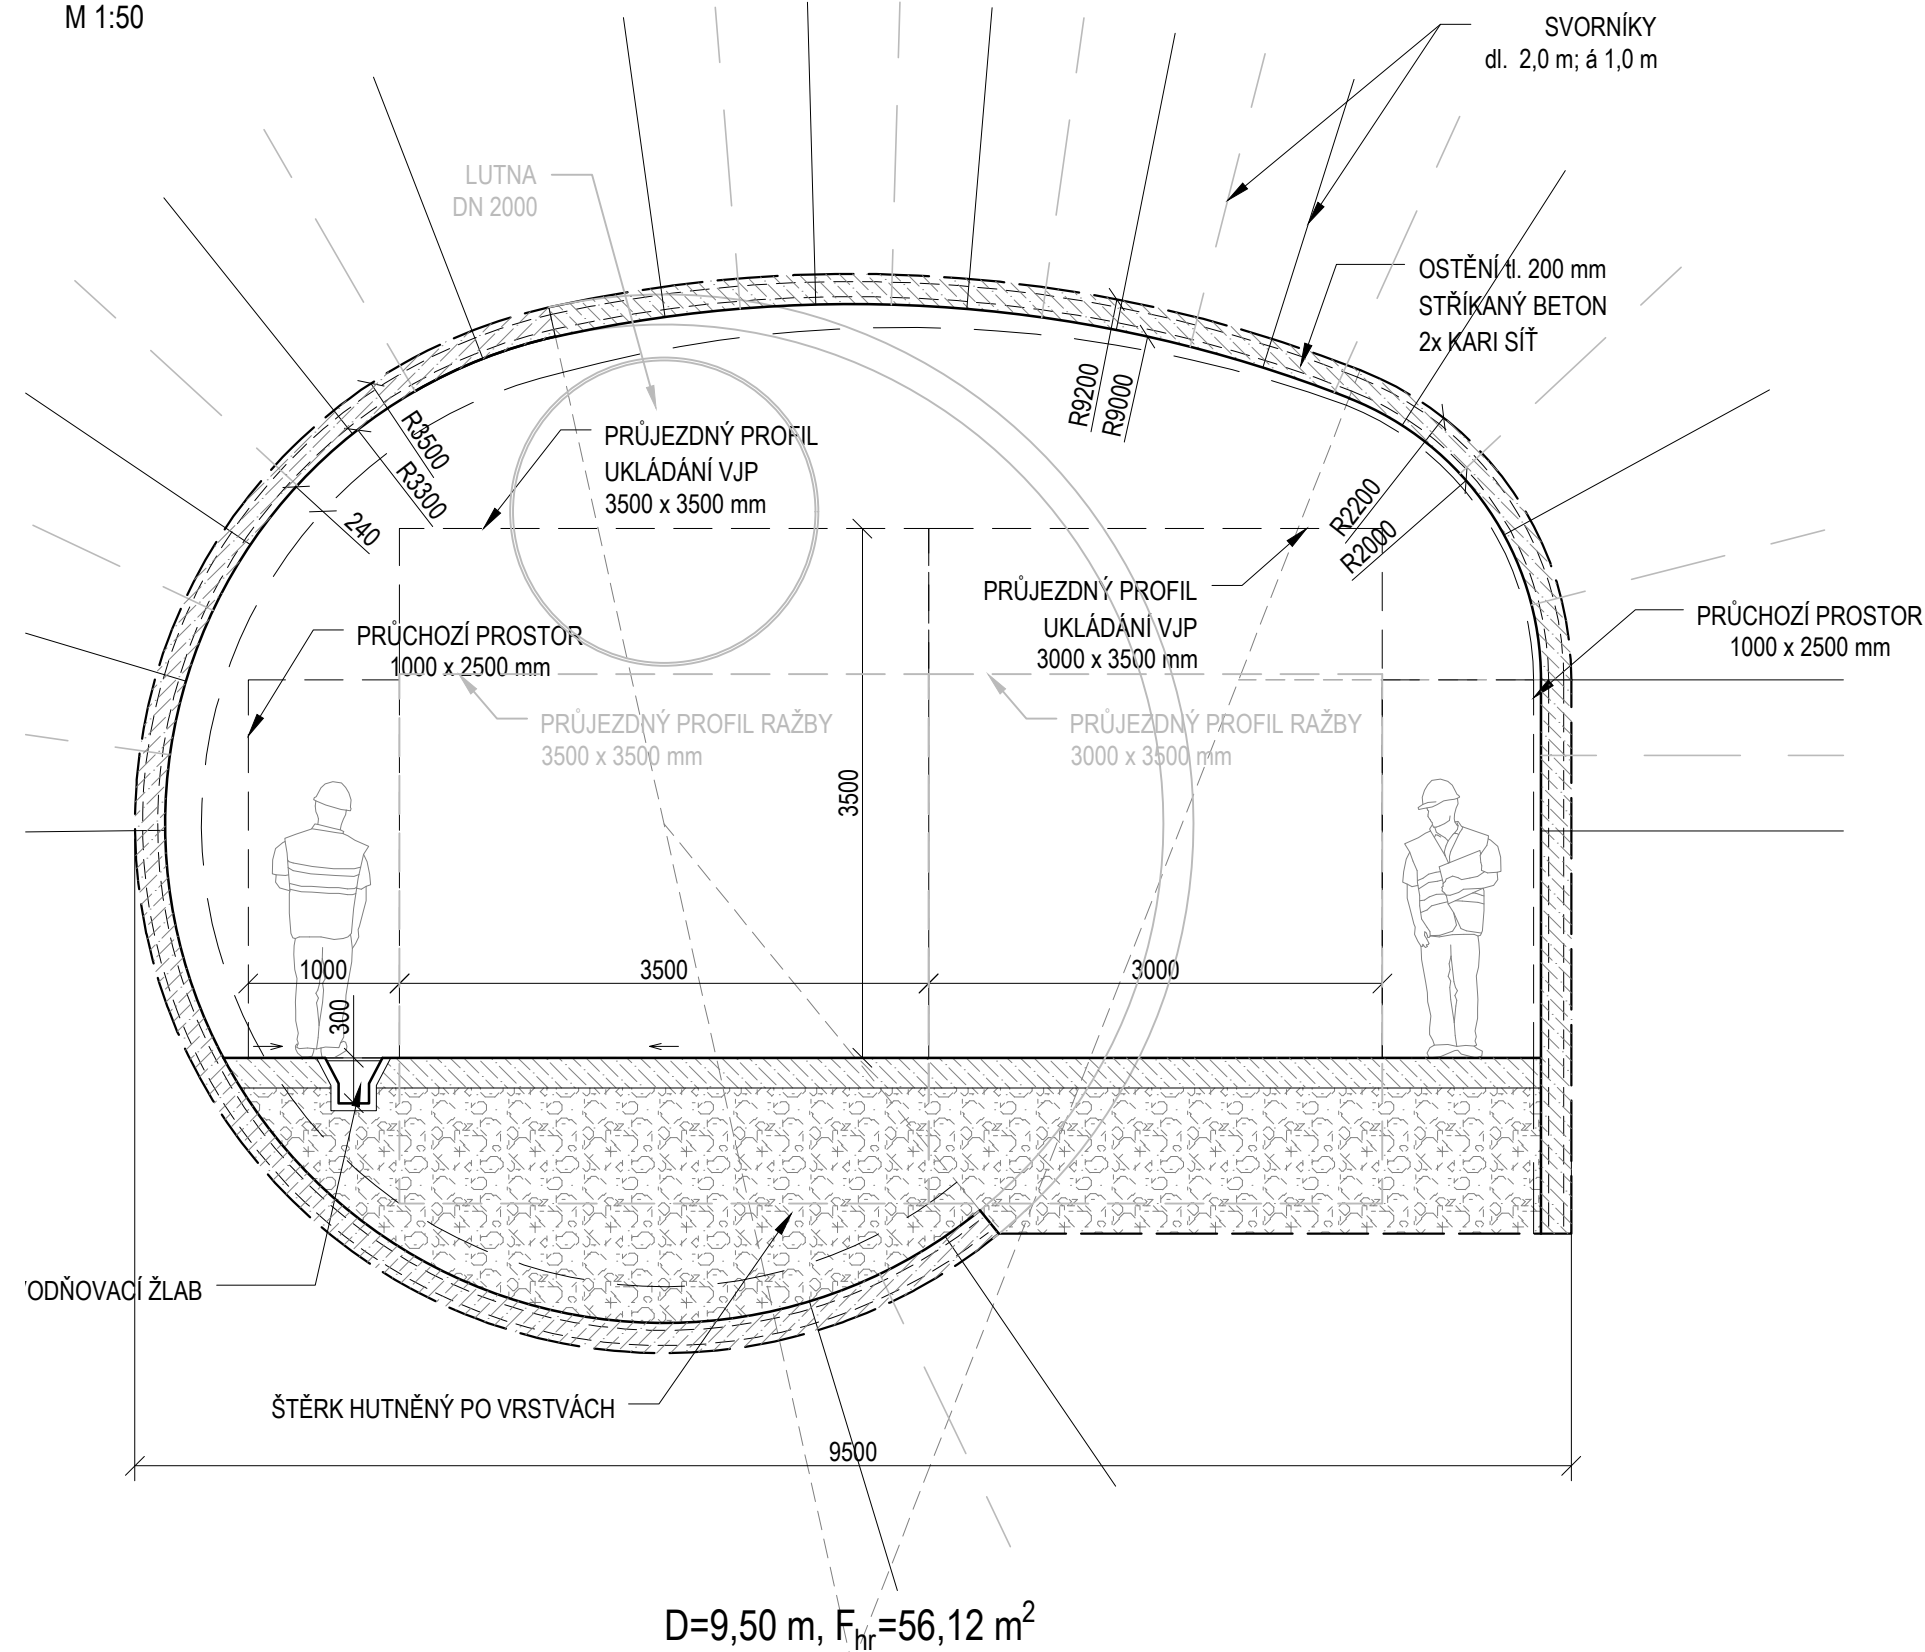 M 1:50
SVORNÍKY
dl. 2,0 m; á 1,0 m
LUTNA
DN 2000
OSTĚNÍ tl. 200 mm
STŘÍKANÝ BETON
2x KARI SÍŤ
R9200
R9000
R3500
R3300
240
PRŮJEZDNÝ PROFIL
UKLÁDÁNÍ VJP
3500 x 3500 mm
R2200
R2000
PRŮJEZDNÝ PROFIL
UKLÁDÁNÍ VJP
3000 x 3500 mm
PRŮCHOZÍ PROSTOR
1000 x 2500 mm
PRŮCHOZÍ PROSTOR
1000 x 2500 mm
PRŮJEZDNÝ PROFIL RAŽBY
3500 x 3500 mm
PRŮJEZDNÝ PROFIL RAŽBY
3000 x 3500 mm
3500
1000
3500
3000
300
ODŇOVACÍ ŽLAB
ŠTĚRK HUTNĚNÝ PO VRSTVÁCH
9500
D=9,50 m, Fhr=56,12 m²